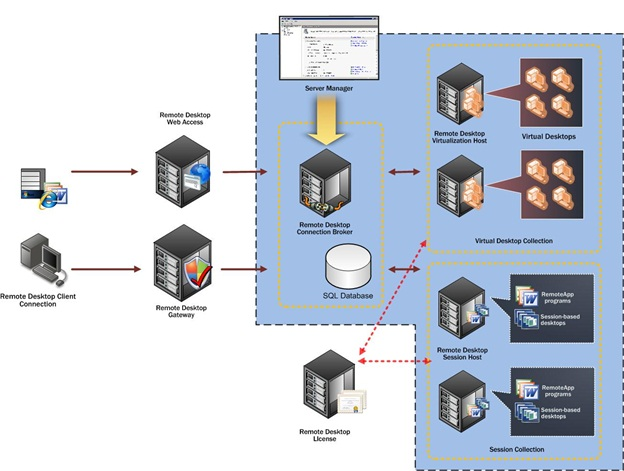 Server Manager
Remote Desktop
Web Access
Remote Desktop
Virtualization Host
Virtual Desktops
Remote Desktop
Connection Broker
Virtual Desktop Collection
SQL Database
Remote Desktop Client
Connection
Remote Desktop
Gateway
RemoteApp
programs
Session-based
desktops
Remote Desktop
Session Host
RemoteApp
programs
Session-based
desktops
Remote Desktop
License
Session Collection